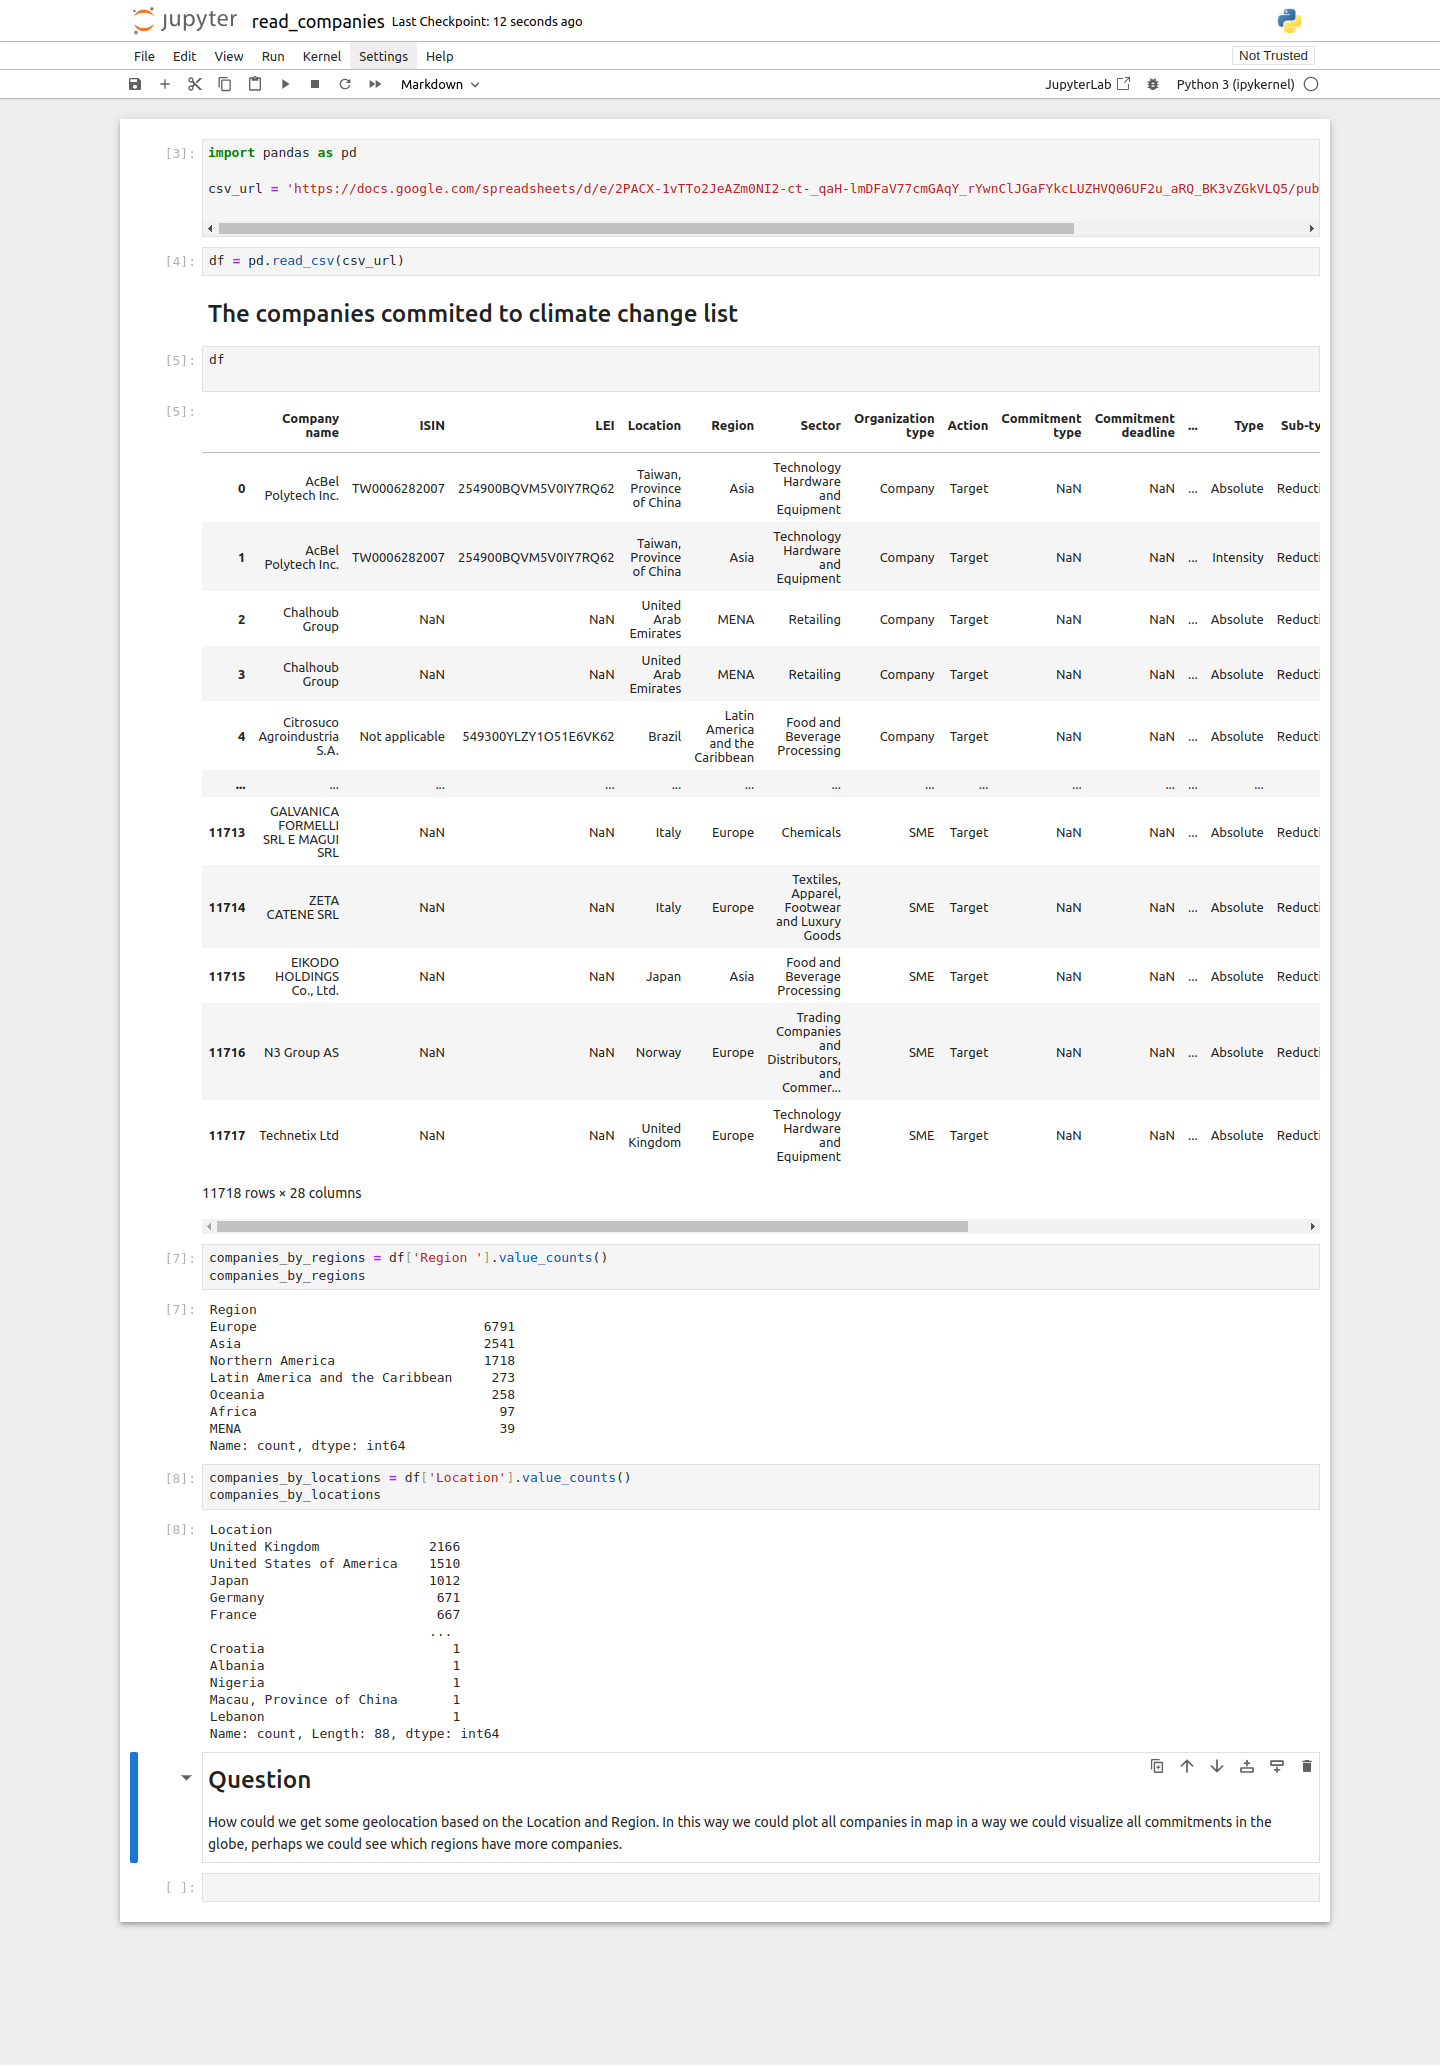 jupyter read_companies Last Checkpoint: 12 seconds ago
File Edit View Run Kernel Settings Help Not Trusted
Markdown JupyterLab Python 3 (ipykernel)
[3]: import pandas as pd
csv_url = 'https://docs.google.com/spreadsheets/d/e/2PACX-1vTTo2JeAZm0NI2-ct-_qaH-lmDFaV77cmGAqY_rYwnClJGaFYkcLUZHVQ06UF2u_aRQ_BK3vZGkVLQ5/pub
[4]: df = pd.read_csv(csv_url)
The companies commited to climate change list
[5]: df
[5]:
Company name ISIN LEI Location Region Sector Organization type Action Commitment type Commitment deadline ... Type Sub-ty
0 AcBel Polytech Inc. TW0006282007 254900BQVM5V0IY7RQ62 Taiwan, Province of China Asia Technology Hardware and Equipment Company Target NaN NaN ... Absolute Reducti
1 AcBel Polytech Inc. TW0006282007 254900BQVM5V0IY7RQ62 Taiwan, Province of China Asia Technology Hardware and Equipment Company Target NaN NaN ... Intensity Reducti
2 Chalhoub Group NaN NaN United Arab Emirates MENA Retailing Company Target NaN NaN ... Absolute Reducti
3 Chalhoub Group NaN NaN United Arab Emirates MENA Retailing Company Target NaN NaN ... Absolute Reducti
4 Citrosuco Agroindustria S.A. Not applicable 549300YLZY1O51E6VK62 Brazil Latin America and the Caribbean Food and Beverage Processing Company Target NaN NaN ... Absolute Reducti
... ... ... ... ... ... ... ... ... ... ... ... ...
11713 GALVANICA FORMELLI SRL E MAGUI SRL NaN NaN Italy Europe Chemicals SME Target NaN NaN ... Absolute Reducti
11714 ZETA CATENE SRL NaN NaN Italy Europe Textiles, Apparel, Footwear and Luxury Goods SME Target NaN NaN ... Absolute Reducti
11715 EIKODO HOLDINGS Co., Ltd. NaN NaN Japan Asia Food and Beverage Processing SME Target NaN NaN ... Absolute Reducti
11716 N3 Group AS NaN NaN Norway Europe Trading Companies and Distributors, and Commer... SME Target NaN NaN ... Absolute Reducti
11717 Technetix Ltd NaN NaN United Kingdom Europe Technology Hardware and Equipment SME Target NaN NaN ... Absolute Reducti
11718 rows × 28 columns
[7]: companies_by_regions = df['Region '].value_counts()
companies_by_regions
[7]: Region
Europe 6791
Asia 2541
Northern America 1718
Latin America and the Caribbean 273
Oceania 258
Africa 97
MENA 39
Name: count, dtype: int64
[8]: companies_by_locations = df['Location'].value_counts()
companies_by_locations
[8]: Location
United Kingdom 2166
United States of America 1510
Japan 1012
Germany 671
France 667
...
Croatia 1
Albania 1
Nigeria 1
Macau, Province of China 1
Lebanon 1
Name: count, Length: 88, dtype: int64
Question
How could we get some geolocation based on the Location and Region. In this way we could plot all companies in map in a way we could visualize all commitments in the
globe, perhaps we could see which regions have more companies.
[ ]: